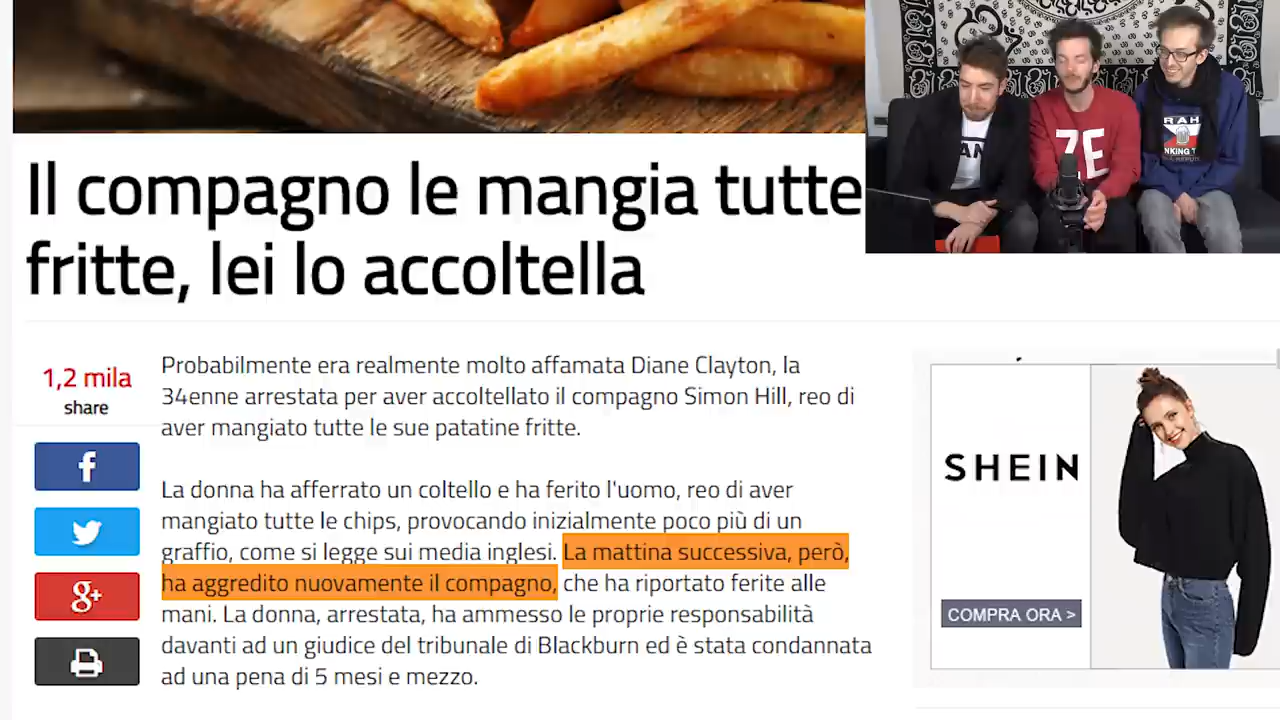 Il compagno le mangia tutte
fritte, lei lo accoltella
1,2 mila
share
Probabilmente era realmente molto affamata Diane Clayton, la
34enne arrestata per aver accoltellato il compagno Simon Hill, reo di
aver mangiato tutte le sue patatine fritte.
La donna ha afferrato un coltello e ha ferito l'uomo, reo di aver
mangiato tutte le chips, provocando inizialmente poco più di un
graffio, come si legge sui media inglesi. La mattina successiva, però,
ha aggredito nuovamente il compagno, che ha riportato ferite alle
mani. La donna, arrestata, ha ammesso le proprie responsabilità
davanti ad un giudice del tribunale di Blackburn ed è stata condannata
ad una pena di 5 mesi e mezzo.
SHEIN
COMPRA ORA >
ZE
RAH
NKING T